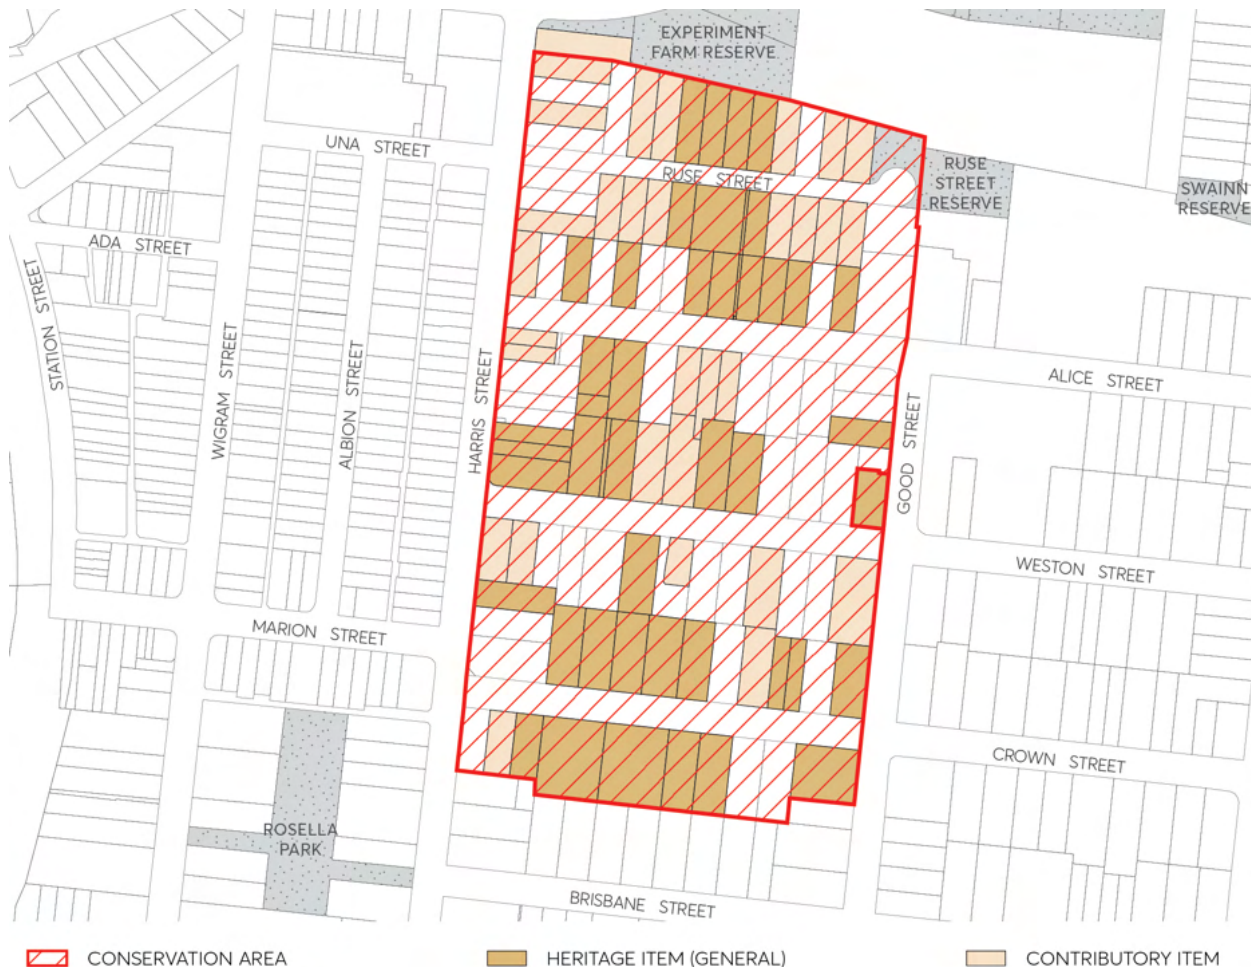 EXPERIMENT
FARM RESERVE
UNA STREET
RUSE STREET
RUSE
STREET
RESERVE
SWAINN
RESERVE
ADA STREET
STATION STREET
WIGRAM STREET
ALBION STREET
HARRIS STREET
ALICE STREET
GOOD STREET
WESTON STREET
MARION STREET
CROWN STREET
ROSELLA
PARK
BRISBANE STREET
CONSERVATION AREA
HERITAGE ITEM (GENERAL)
CONTRIBUTORY ITEM